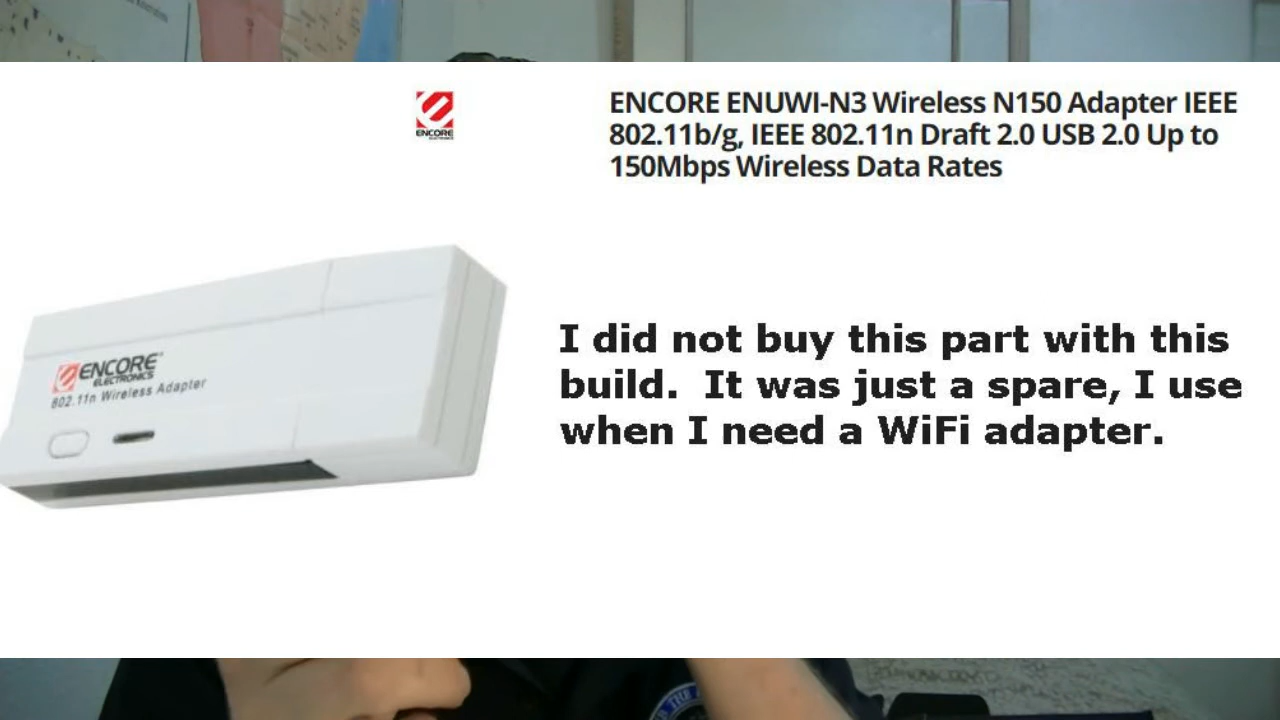 ENCORE
ELECTRONICS
ENCORE ENUWI-N3 Wireless N150 Adapter IEEE
802.11b/g, IEEE 802.11n Draft 2.0 USB 2.0 Up to
150Mbps Wireless Data Rates
ENCORE
ELECTRONICS
802.11n Wireless Adapter
I did not buy this part with this
build. It was just a spare, I use
when I need a WiFi adapter.